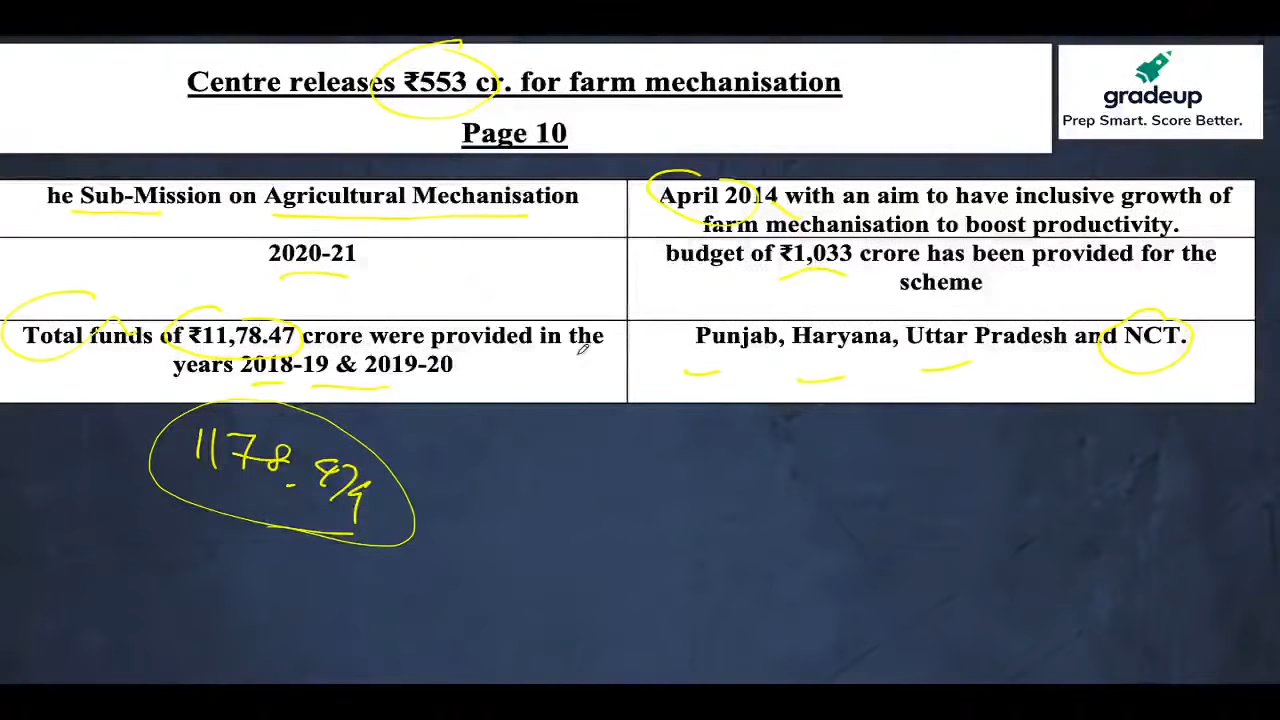 Centre releases ₹553 cr. for farm mechanisation
Page 10
gradeup
Prep Smart. Score Better.
he Sub-Mission on Agricultural Mechanisation
April 2014 with an aim to have inclusive growth of
farm mechanisation to boost productivity.
2020-21
budget of ₹1,033 crore has been provided for the
scheme
Total funds of ₹11,78.47 crore were provided in the
years 2018-19 & 2019-20
Punjab, Haryana, Uttar Pradesh and NCT.
1178.47